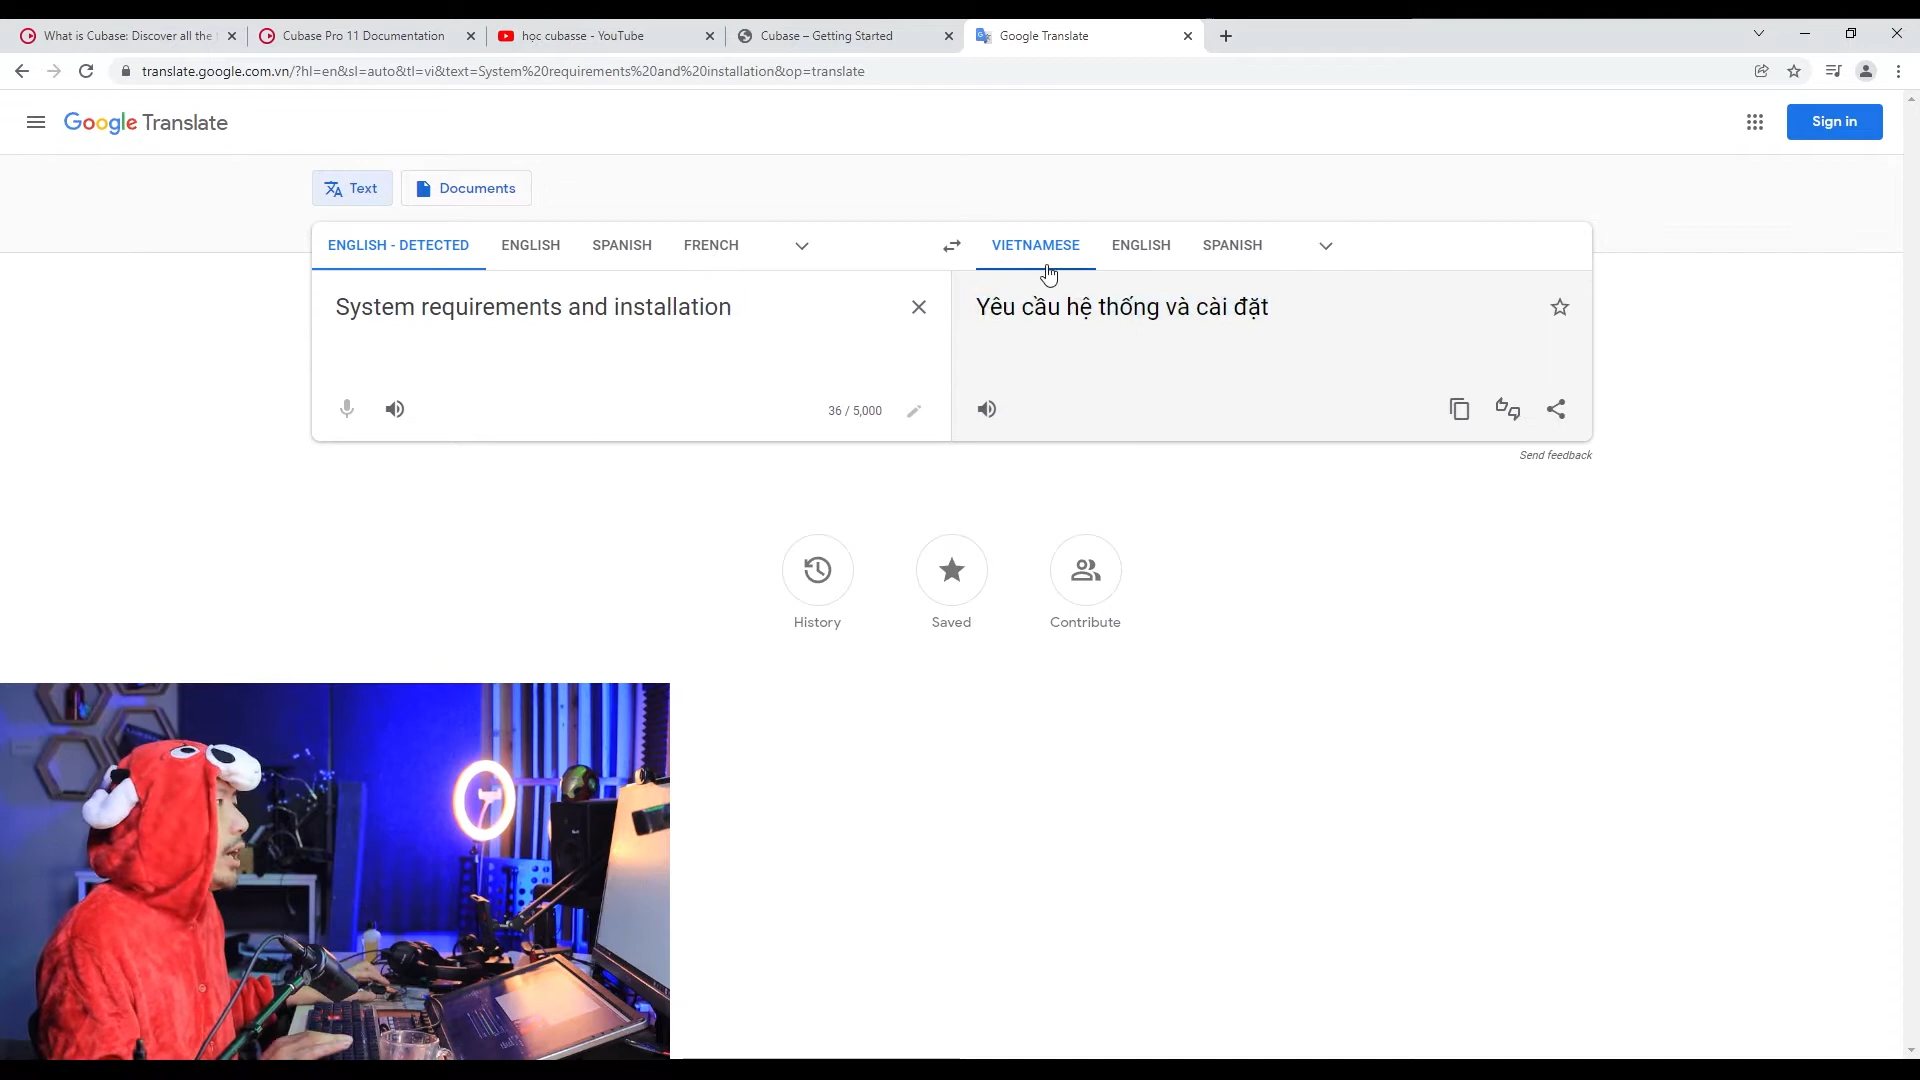 What is Cubase: Discover all the
Cubase Pro 11 Documentation
học cubasse - YouTube
Cubase – Getting Started
Google Translate
translate.google.com.vn/?hl=en&sl=auto&tl=vi&text=System%20requirements%20and%20installation&op=translate
Google Translate
Sign in
Text
Documents
ENGLISH - DETECTED
ENGLISH
SPANISH
FRENCH
VIETNAMESE
ENGLISH
SPANISH
System requirements and installation
Yêu cầu hệ thống và cài đặt
36 / 5,000
Send feedback
History
Saved
Contribute